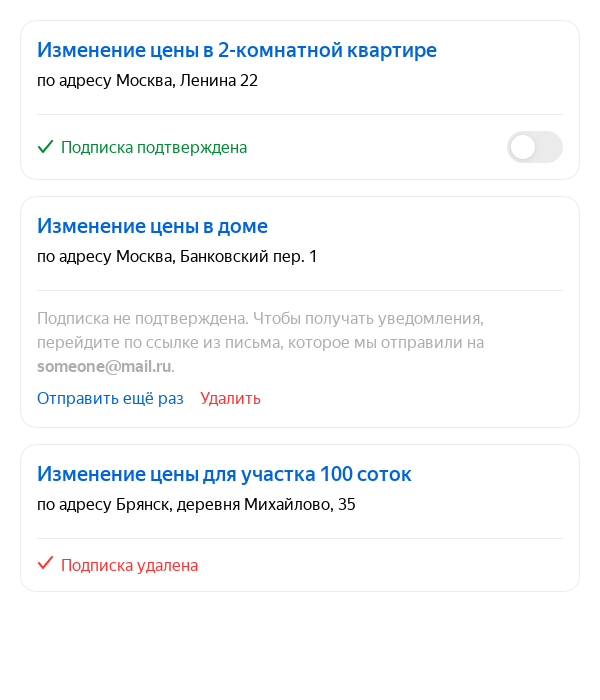 Изменение цены в 2-комнатной квартире
по адресу Москва, Ленина 22
Подписка подтверждена
Изменение цены в доме
по адресу Москва, Банковский пер. 1
Подписка не подтверждена. Чтобы получать уведомления,
перейдите по ссылке из письма, которое мы отправили на
someone@mail.ru.
Отправить ещё раз Удалить
Изменение цены для участка 100 соток
по адресу Брянск, деревня Михайлово, 35
Подписка удалена